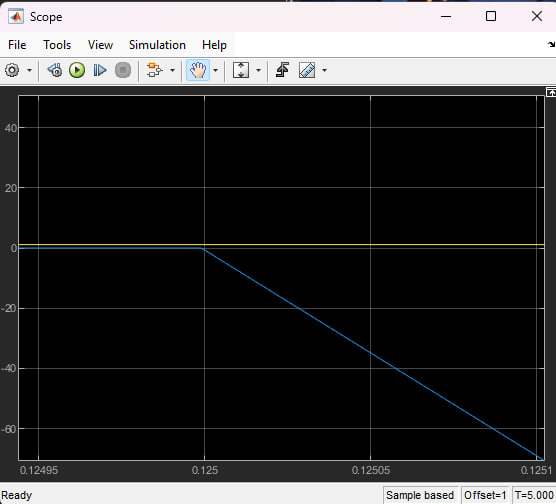 Scope
File Tools View Simulation Help
40
20
0
-20
-40
-60
0.12495 0.125 0.12505 0.1251
Ready Sample based Offset=1 T=5.000